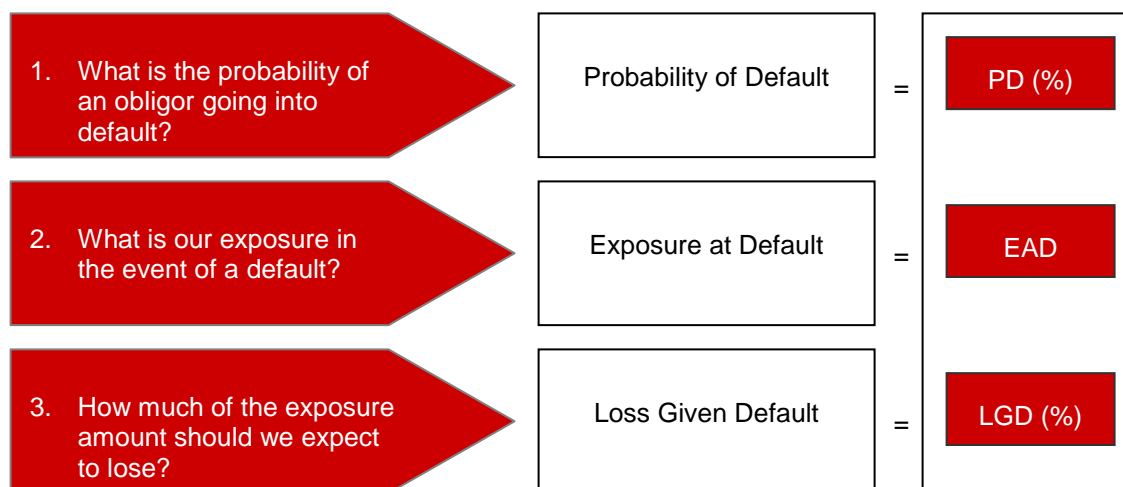 1. What is the probability of
an obligor going into
default?
Probability of Default
=
PD (%)
2. What is our exposure in
the event of a default?
Exposure at Default
=
EAD
3. How much of the exposure
amount should we expect
to lose?
Loss Given Default
=
LGD (%)